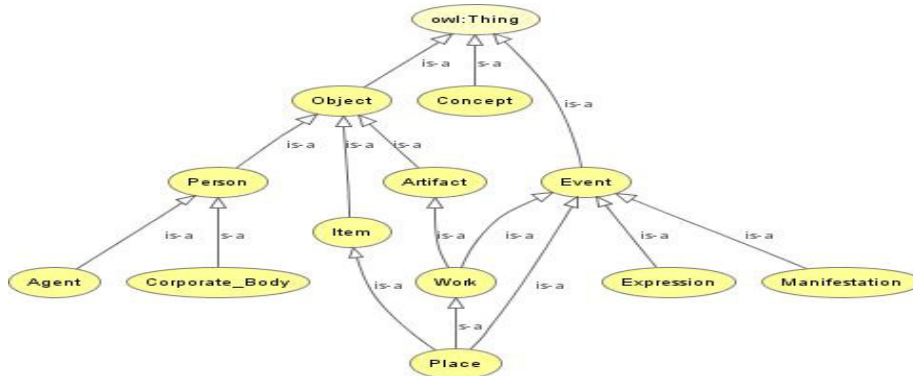 owl:Thing
is-a s-a
Object Concept
is-a
is-a is-a is-a
Person Artifact Event
Item
is-a s-a is-a is-a is-a is-a
Agent Corporate_Body Work Expression Manifestation
is-a is-a
s-a
Place